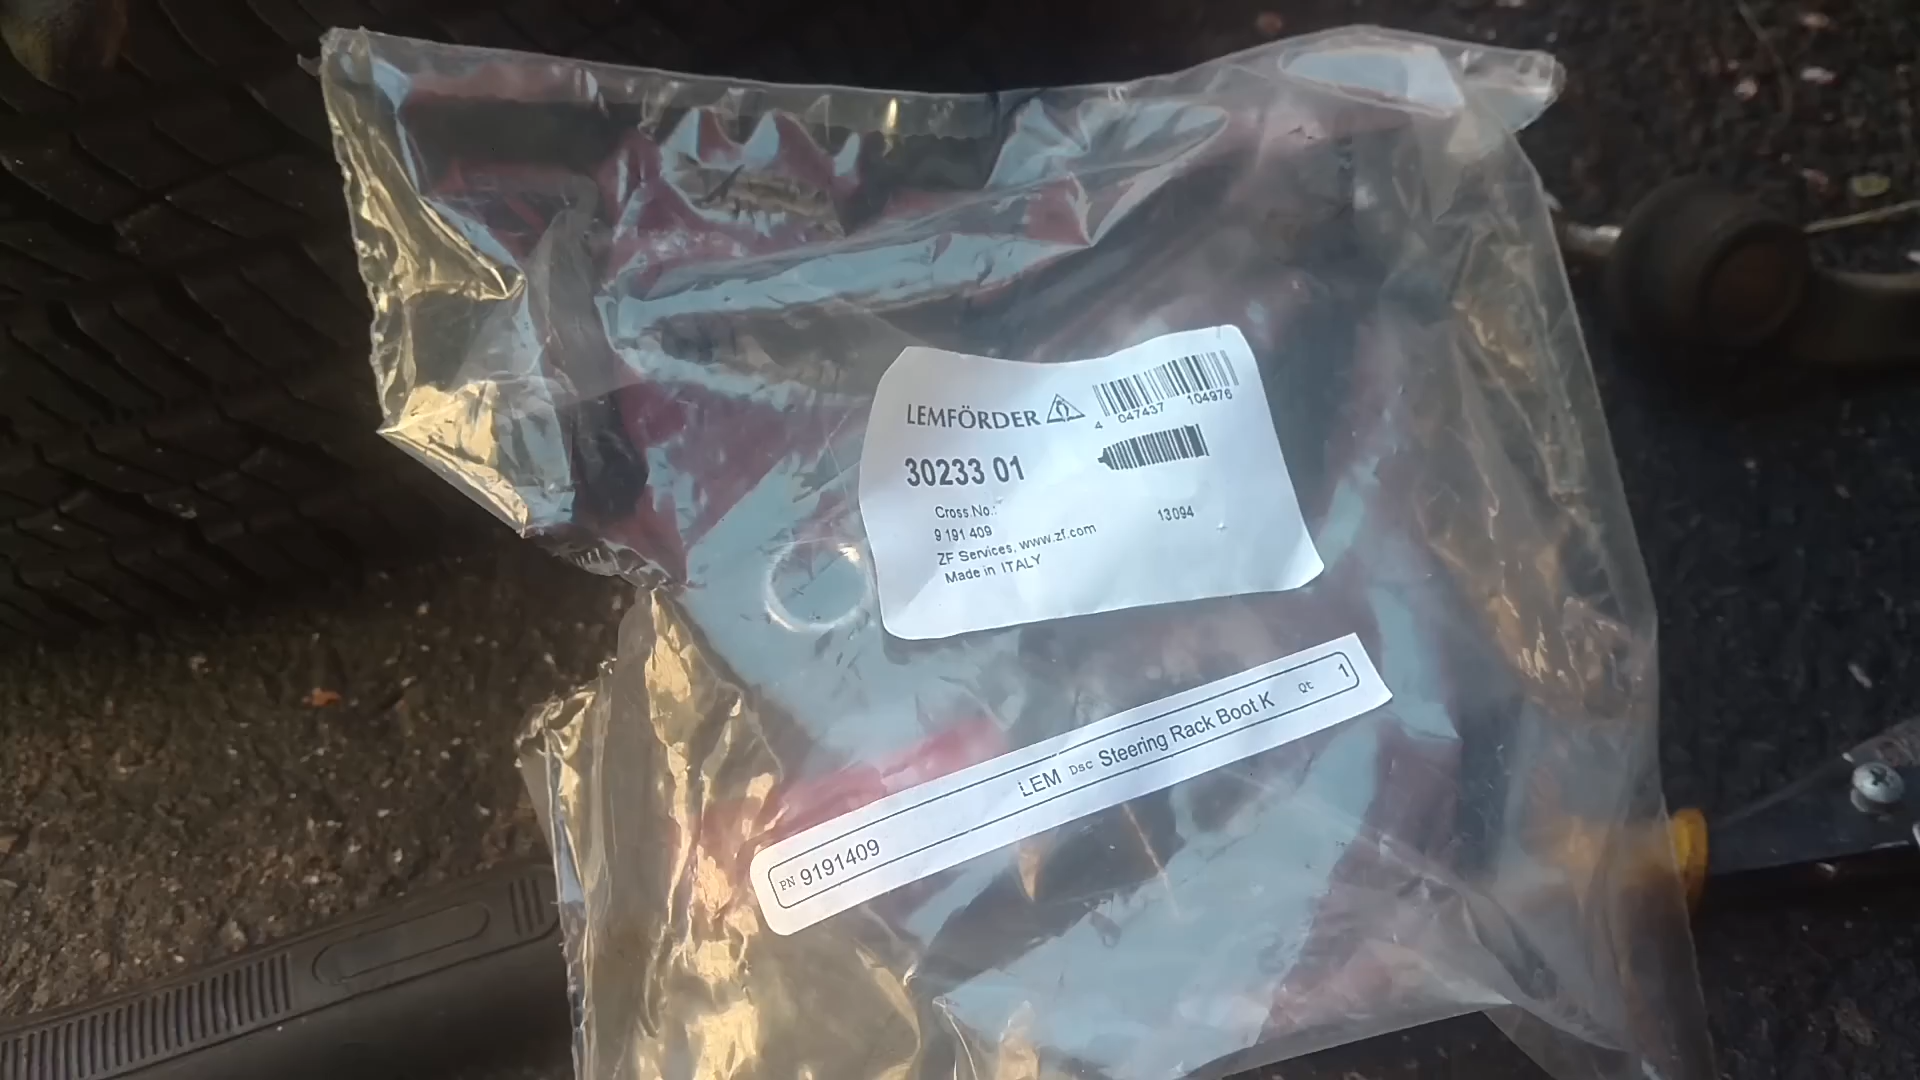 LEMFÖRDER
4 047437 104976
30233 01
Cross No.:
9 191 409
13094
ZF Services, www.zf.com
Made in ITALY
PN 9191409 LEM Dsc Steering Rack Boot K Qt 1